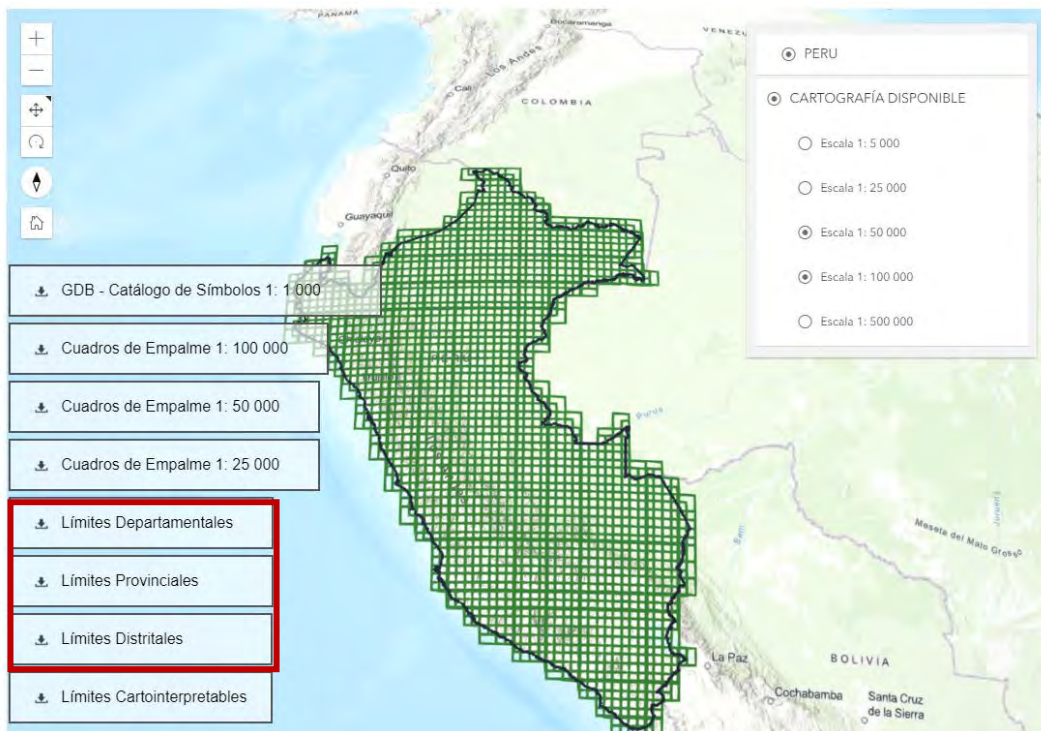 PANAMÁ
Bucaramanga
VENEZU
Los Andes
Cali
COLOMBIA
Quito
Guayaquil
PERU
CARTOGRAFÍA DISPONIBLE
Escala 1: 5 000
Escala 1: 25 000
Escala 1: 50 000
Escala 1: 100 000
Escala 1: 500 000
GDB - Catálogo de Símbolos 1: 1 000
Cuadros de Empalme 1: 100 000
Cuadros de Empalme 1: 50 000
Cuadros de Empalme 1: 25 000
Límites Departamentales
Límites Provinciales
Límites Distritales
Límites Cartointerpretables
Purus
Beni
Juruena
Meseta del Mato Grosso
La Paz
BOLIVIA
Cochabamba
Santa Cruz
de la Sierra